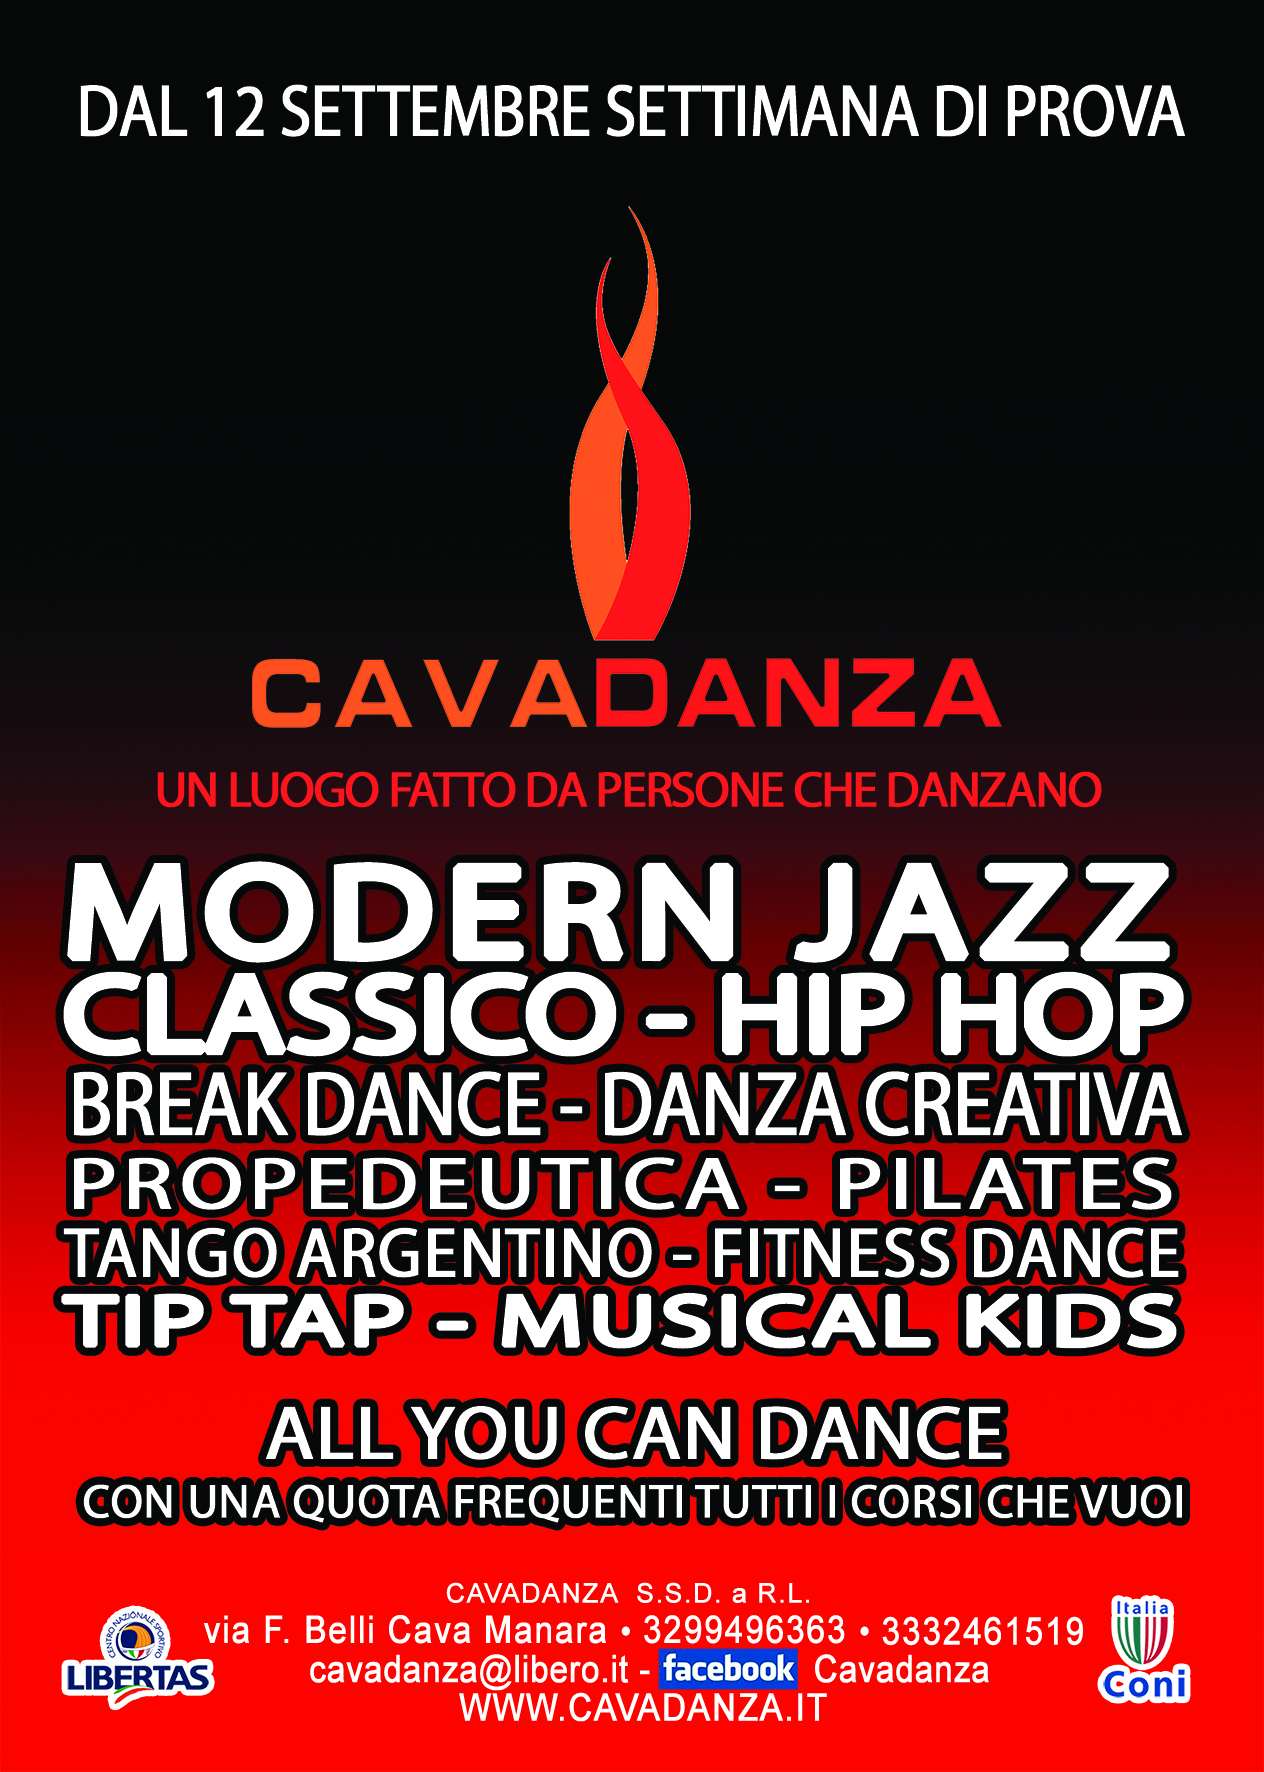 DAL 12 SETTEMBRE SETTIMANA DI PROVA
CAVADANZA
UN LUOGO FATTO DA PERSONE CHE DANZANO
MODERN JAZZ
CLASSICO - HIP HOP
BREAK DANCE - DANZA CREATIVA
PROPEDEUTICA - PILATES
TANGO ARGENTINO - FITNESS DANCE
TIP TAP - MUSICAL KIDS
ALL YOU CAN DANCE
CON UNA QUOTA FREQUENTI TUTTI I CORSI CHE VUOI
CAVADANZA S.S.D. a R.L.
via F. Belli Cava Manara • 3299496363 • 3332461519
cavadanza@libero.it - facebook Cavadanza
WWW.CAVADANZA.IT
CENTRO NAZIONALE SPORTIVO
LIBERTAS
Italia
Coni